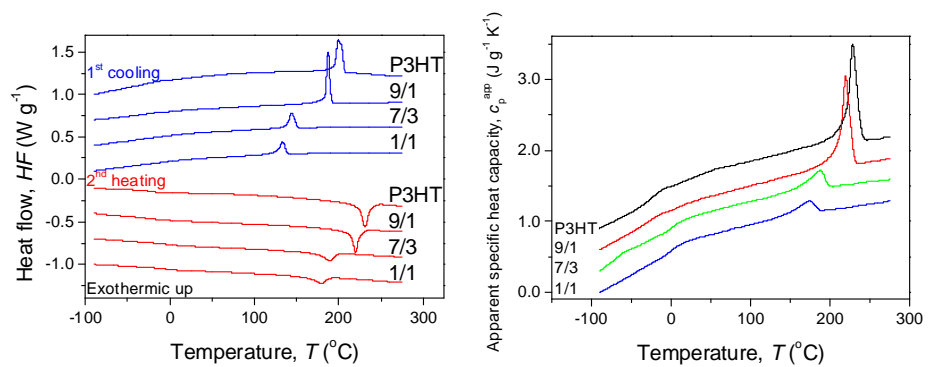 Heat flow, HF (W g⁻¹)
1.5
1.0
0.5
0.0
-0.5
-1.0
1ˢᵗ cooling
P3HT
9/1
7/3
1/1
2ⁿᵈ heating
P3HT
9/1
7/3
1/1
Exothermic up
-100 0 100 200 300
Temperature, T (°C)
Apparent specific heat capacity, cₚᵃᵖᵖ (J g⁻¹ K⁻¹)
3.0
2.0
1.0
0.0
P3HT
9/1
7/3
1/1
-100 0 100 200 300
Temperature, T (°C)